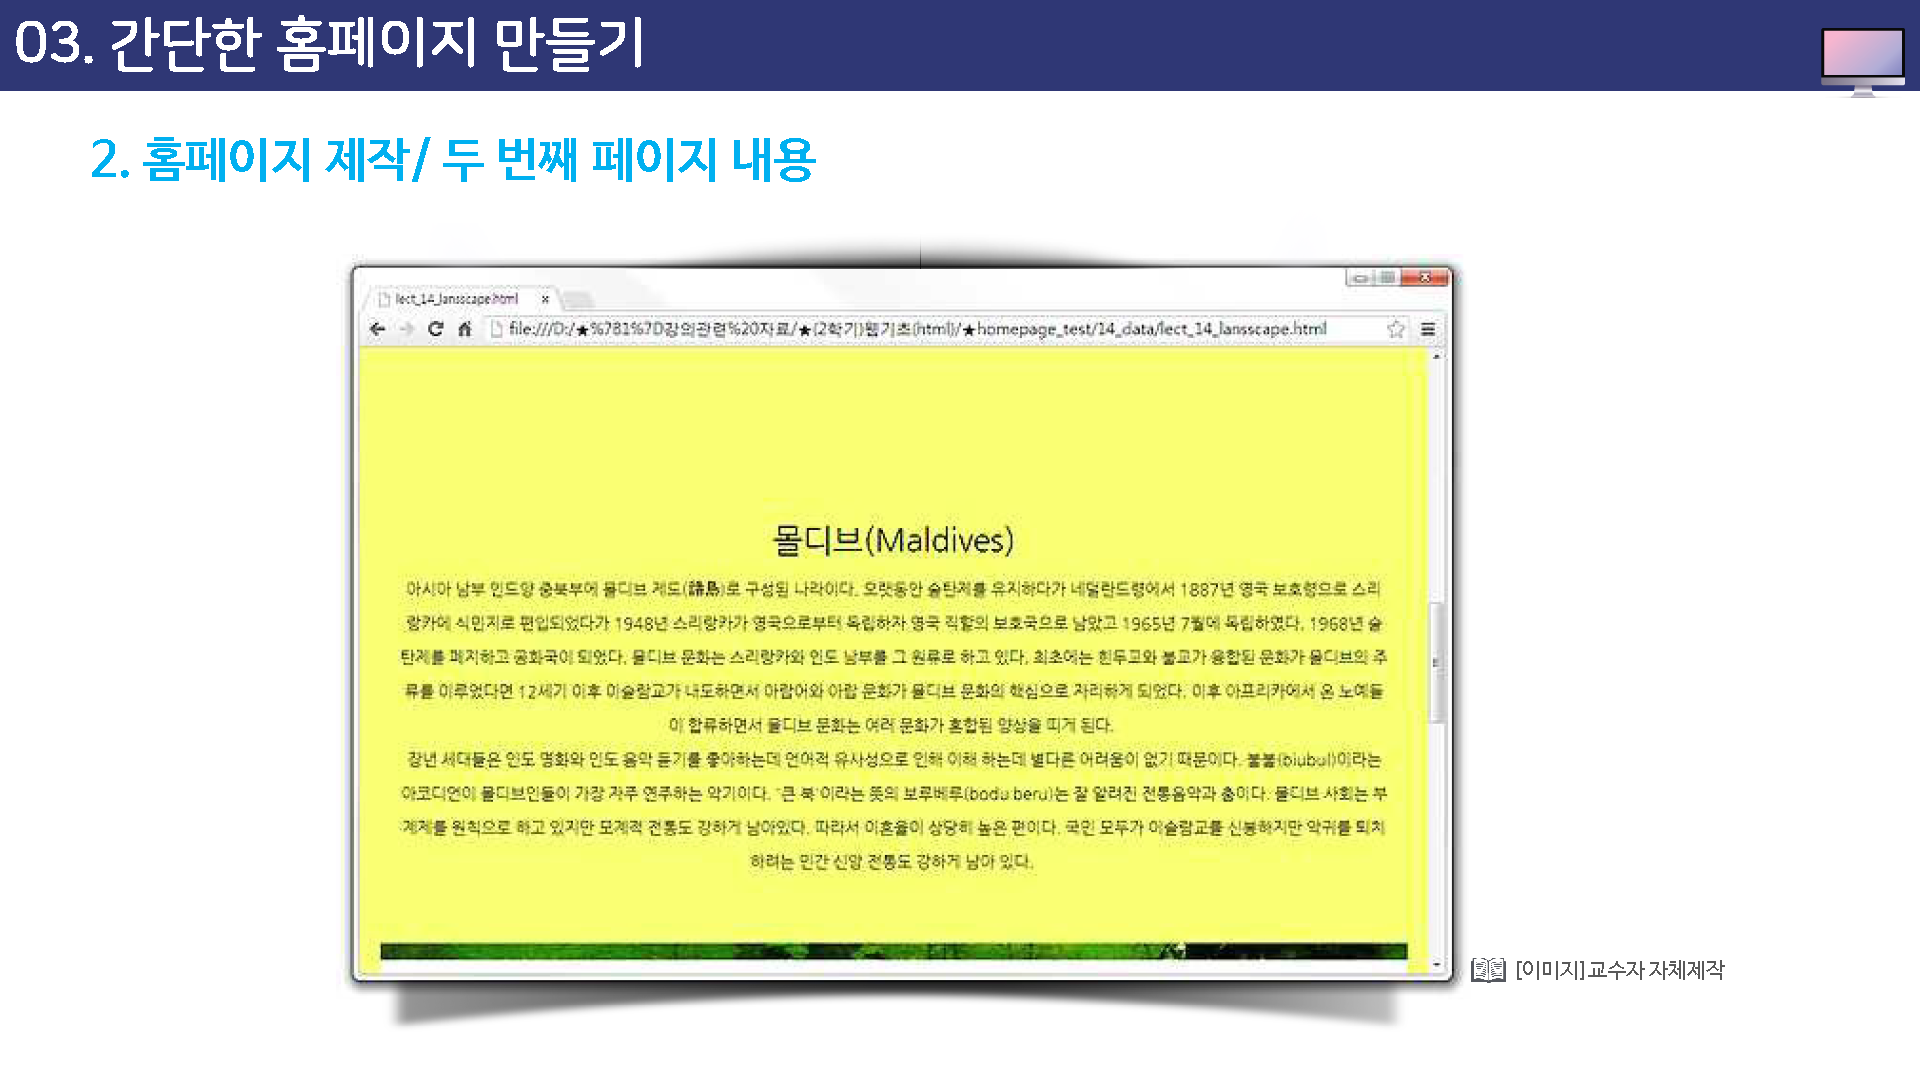 03. 간단한 홈페이지 만들기
2. 홈페이지 제작/ 두 번째 페이지 내용
lect_14_lansscape.html
file:///D:/★%781%7D강의관련%20자료/★(2학기)웹기초(html)/★homepage_test/14_data/lect_14_lansscape.html
몰디브(Maldives)
아시아 남부 인도양 중북부에 몰디브 제도(諸島)로 구성된 나라이다. 오랫동안 술탄제를 유지하다가 네덜란드령에서 1887년 영국 보호령으로 스리
랑카에 식민지로 편입되었다가 1948년 스리랑카가 영국으로부터 독립하자 영국 직할의 보호국으로 남았고 1965년 7월에 독립하였다. 1968년 술
탄제를 폐지하고 공화국이 되었다. 몰디브 문화는 스리랑카와 인도 남부를 그 원류로 하고 있다. 최초에는 힌두교와 불교가 융합된 문화가 몰디브의 주
류를 이루었다면 12세기 이후 이슬람교가 내도하면서 아랍어와 아랍 문화가 몰디브 문화의 핵심으로 자리하게 되었다. 이후 아프리카에서 온 노예들
이 합류하면서 몰디브 문화는 여러 문화가 혼합된 양상을 띠게 된다.
장년 세대들은 인도 영화와 인도 음악 듣기를 좋아하는데 언어적 유사성으로 인해 이해 하는데 별다른 어려움이 없기 때문이다. 불불(biubul)이라는
아코디언이 몰디브인들이 가장 자주 연주하는 악기이다. '큰 북'이라는 뜻의 보루베루(bodu beru)는 잘 알려진 전통음악과 춤이다. 몰디브 사회는 부
계제를 원칙으로 하고 있지만 모계적 전통도 강하게 남아있다. 따라서 이혼율이 상당히 높은 편이다. 국민 모두가 이슬람교를 신봉하지만 악귀를 퇴치
하려는 민간 신앙 전통도 강하게 남아 있다.
[이미지] 교수자 자체제작